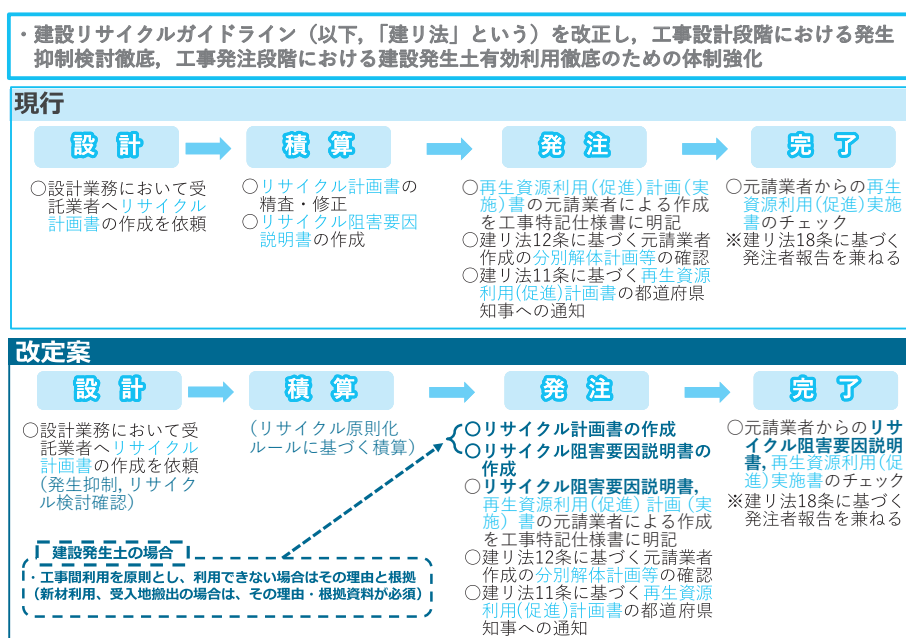 ・建設リサイクルガイドライン（以下，「建リ法」という）を改正し，工事設計段階における発生
抑制検討徹底，工事発注段階における建設発生土有効利用徹底のための体制強化
現行
設 計
積 算
発 注
完 了
○設計業務において受
託業者へリサイクル
計画書の作成を依頼
○リサイクル計画書の
精査・修正
○リサイクル阻害要因
説明書の作成
○再生資源利用(促進)計画(実
施)書の元請業者による作成
を工事特記仕様書に明記
○建リ法12条に基づく元請業者
作成の分別解体計画等の確認
○建リ法11条に基づく再生資源
利用(促進)計画書の都道府県
知事への通知
○元請業者からの再生
資源利用(促進)実施
書のチェック
※建リ法18条に基づく
発注者報告を兼ねる
改定案
設 計
積 算
発 注
完 了
○設計業務において受
託業者へリサイクル
計画書の作成を依頼
(発生抑制, リサイク
ル検討確認)
(リサイクル原則化
ルールに基づく積算)
○リサイクル計画書の作成
○リサイクル阻害要因説明書の
作成
○リサイクル阻害要因説明書,
再生資源利用(促進) 計画 (実
施) 書の元請業者による作成
を工事特記仕様書に明記
○建リ法12条に基づく元請業者
作成の分別解体計画等の確認
○建リ法11条に基づく再生資源
利用(促進)計画書の都道府県
知事への通知
○元請業者からのリサ
イクル阻害要因説明
書, 再生資源利用(促
進)実施書のチェック
※建リ法18条に基づく
発注者報告を兼ねる
建設発生土の場合
・工事間利用を原則とし、利用できない場合はその理由と根拠
（新材利用、受入地搬出の場合は、その理由・根拠資料が必須）